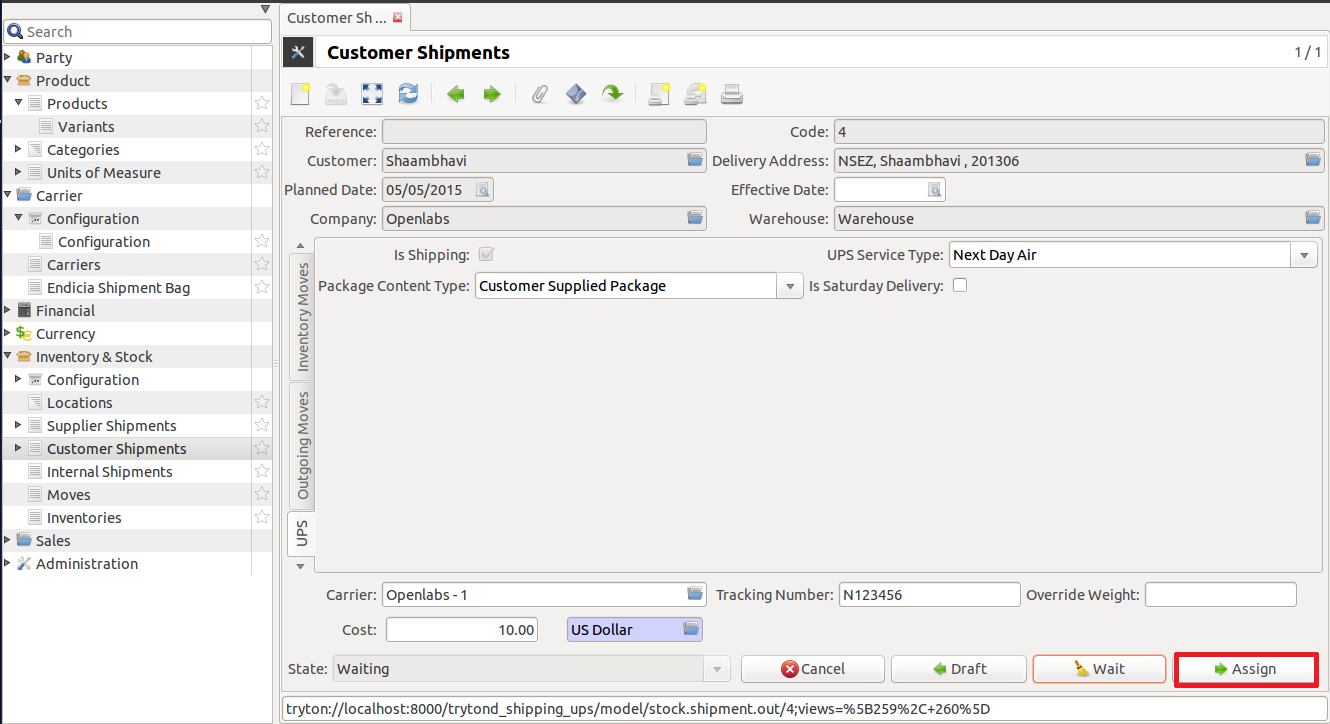 Search
Party
Product
Products
Variants
Categories
Units of Measure
Carrier
Configuration
Configuration
Carriers
Endicia Shipment Bag
Financial
Currency
Inventory & Stock
Configuration
Locations
Supplier Shipments
Customer Shipments
Internal Shipments
Moves
Inventories
Sales
Administration
Customer Sh ...
Customer Shipments 1 / 1
Reference: Code: 4
Customer: Shaambhavi Delivery Address: NSEZ, Shaambhavi , 201306
Planned Date: 05/05/2015 Effective Date:
Company: Openlabs Warehouse: Warehouse
Inventory Moves
Outgoing Moves
UPS
Is Shipping: UPS Service Type: Next Day Air
Package Content Type: Customer Supplied Package Is Saturday Delivery:
Carrier: Openlabs - 1 Tracking Number: N123456 Override Weight:
Cost: 10.00 US Dollar
State: Waiting Cancel Draft Wait Assign
tryton://localhost:8000/trytond_shipping_ups/model/stock.shipment.out/4;views=%5B259%2C+260%5D